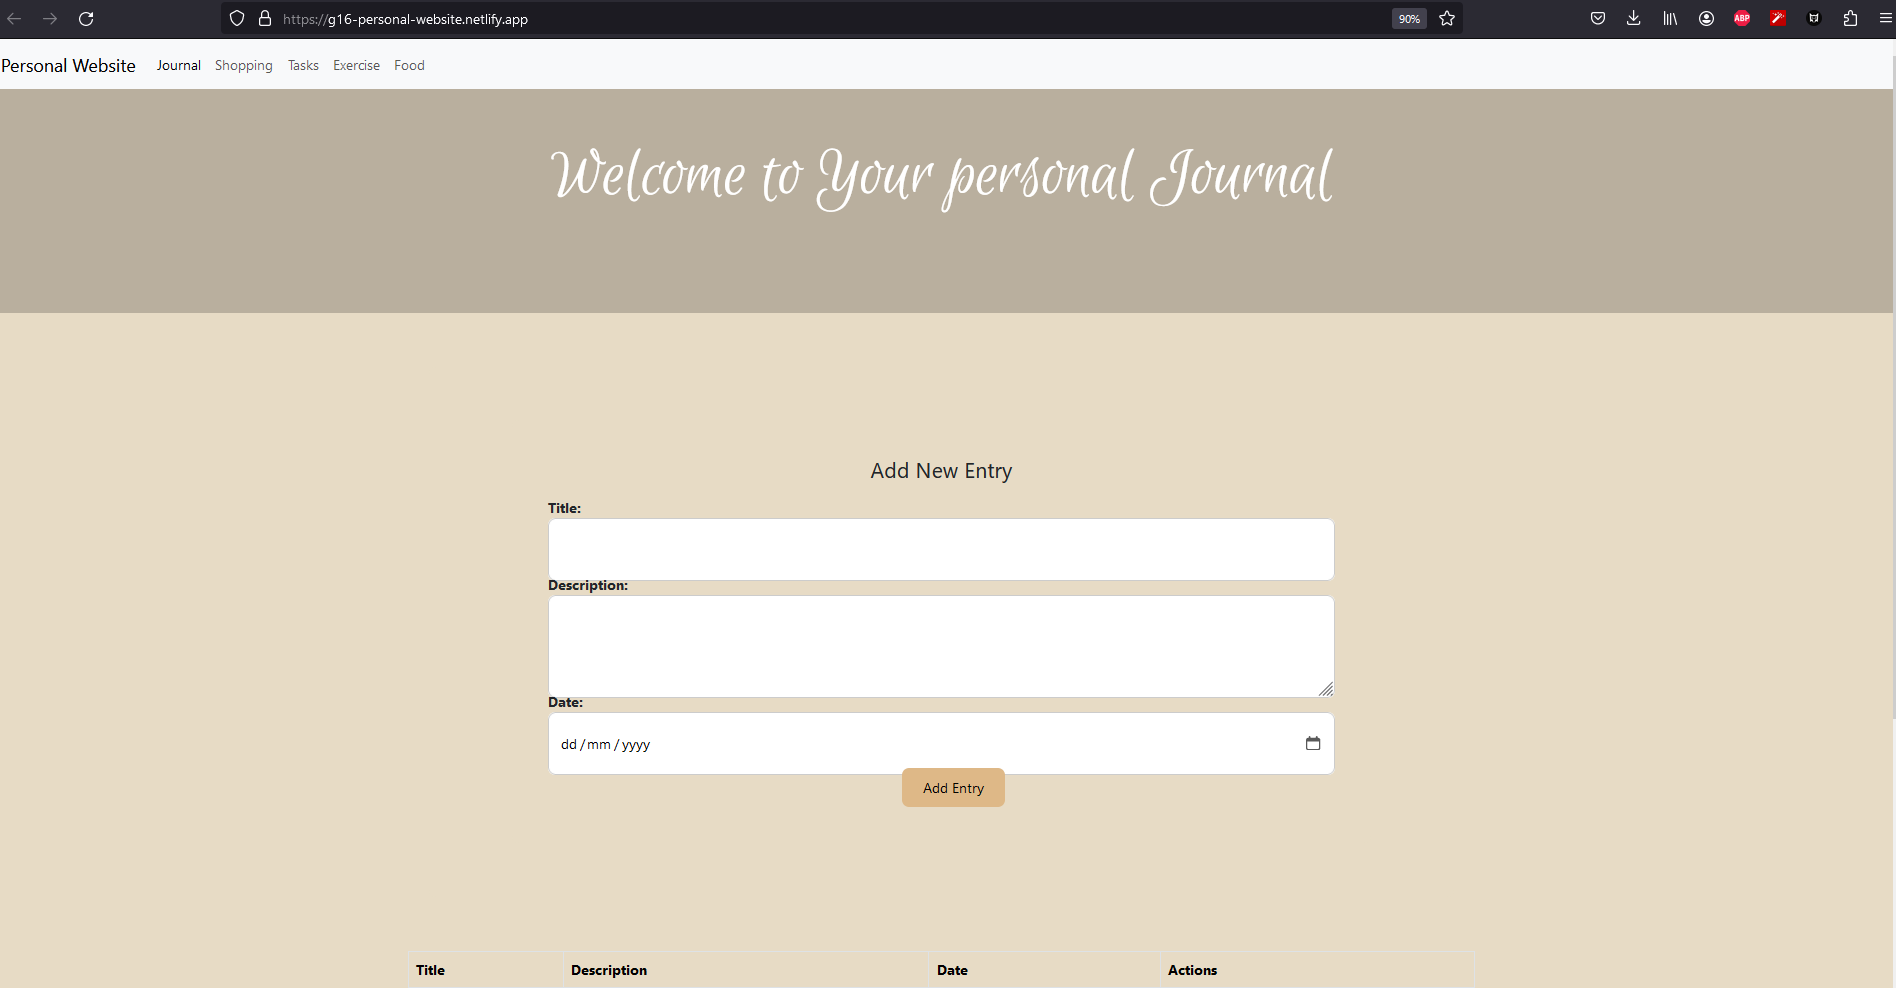 https://g16-personal-website.netlify.app 90% ABP
Personal Website Journal Shopping Tasks Exercise Food
Welcome to Your personal Journal
Add New Entry
Title:
Description:
Date:
dd/mm/yyyy
Add Entry
Title Description Date Actions